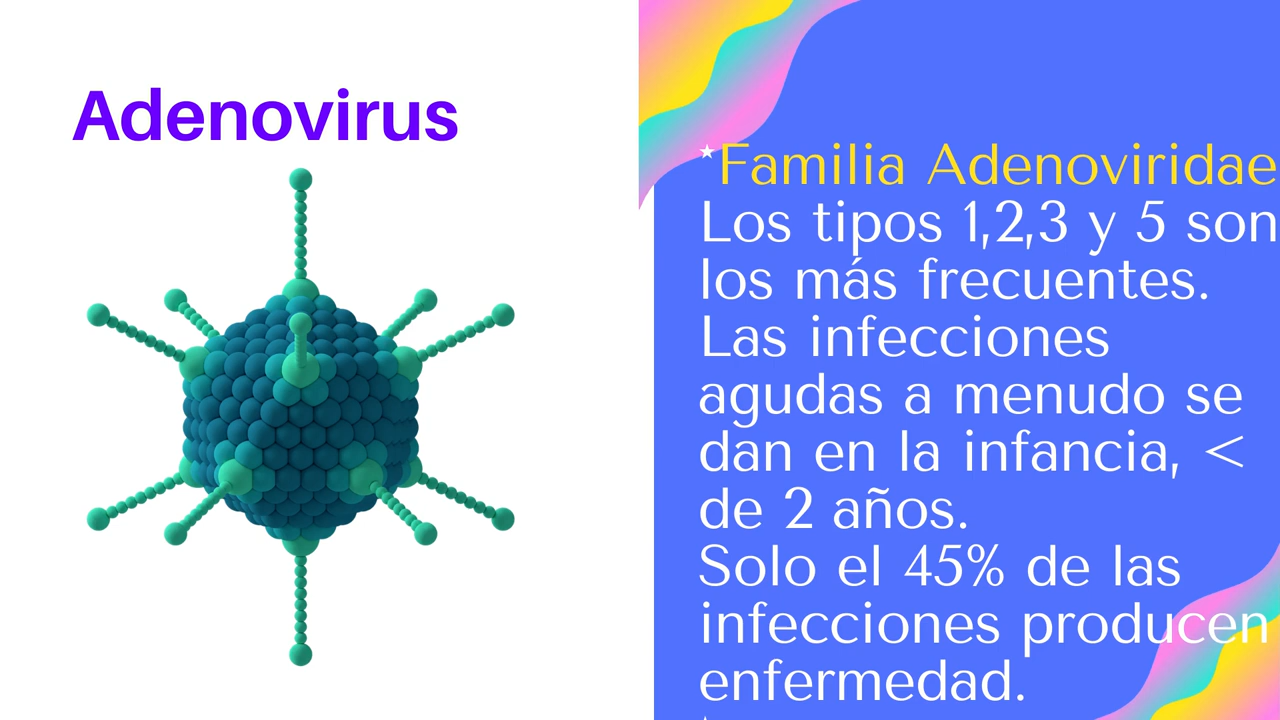 Adenovirus
*Familia Adenoviridae
Los tipos 1,2,3 y 5 son
los más frecuentes.
Las infecciones
agudas a menudo se
dan en la infancia, <
de 2 años.
Solo el 45% de las
infecciones producen
enfermedad.